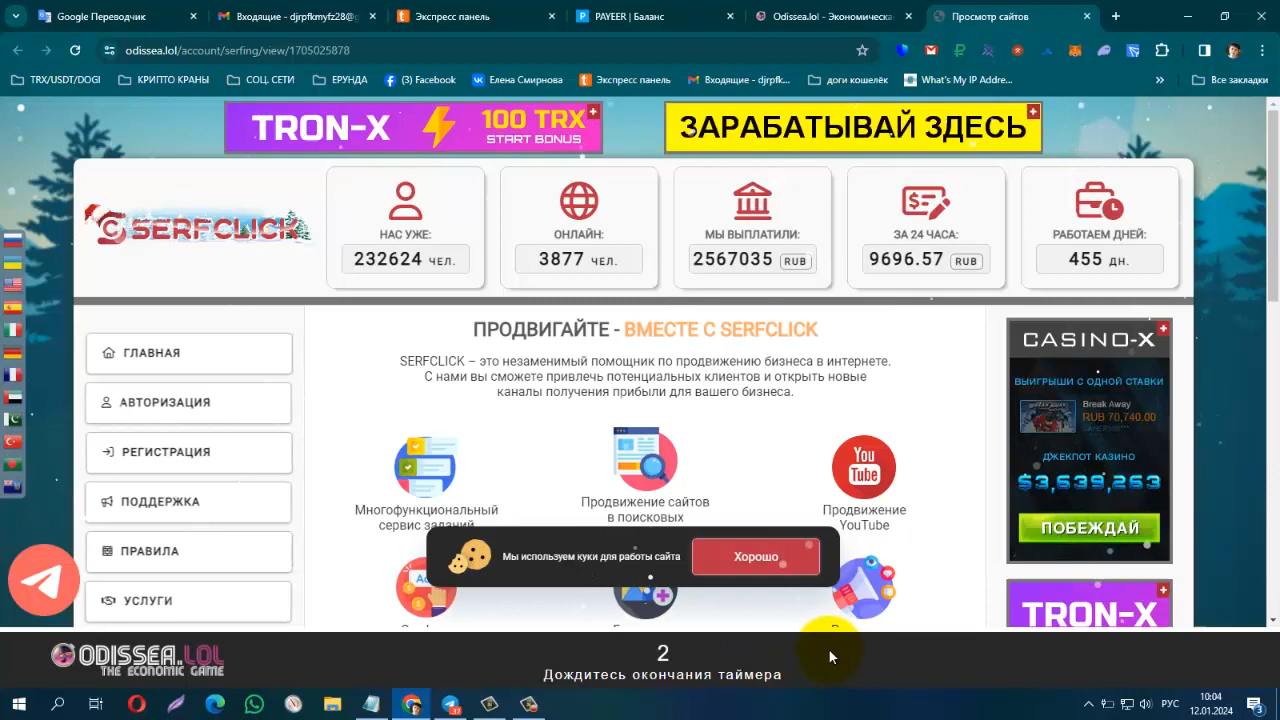 Google Переводчик
Входящие - djrpfkmyfz28@g
Экспресс панель
PAYEER | Баланс
Odissea.lol - Экономическа
Просмотр сайтов
odissea.lol/account/serfing/view/1705025878
TRX/USDT/DOGI
КРИПТО КРАНЫ
СОЦ. СЕТИ
ЕРУНДА
(3) Facebook
Елена Смирнова
Экспресс панель
Входящие - djrpfk...
доги кошелёк
What's My IP Addre...
»
Все закладки
TRON-X
100 TRX
START BONUS
ЗАРАБАТЫВАЙ ЗДЕСЬ
SERFCLICK
НАС УЖЕ:
232624 ЧЕЛ.
ОНЛАЙН:
3877 ЧЕЛ.
МЫ ВЫПЛАТИЛИ:
2567035 RUB
ЗА 24 ЧАСА:
9696.57 RUB
РАБОТАЕМ ДНЕЙ:
455 ДН.
ГЛАВНАЯ
АВТОРИЗАЦИЯ
РЕГИСТРАЦИЯ
ПОДДЕРЖКА
ПРАВИЛА
УСЛУГИ
ПРОДВИГАЙТЕ - ВМЕСТЕ С SERFCLICK
SERFCLICK – это незаменимый помощник по продвижению бизнеса в интернете.
С нами вы сможете привлечь потенциальных клиентов и открыть новые
каналы получения прибыли для вашего бизнеса.
Многофункциональный
сервис заданий
Продвижение сайтов
в поисковых
You
Tube
Продвижение
YouTube
Мы используем куки для работы сайта
Хорошо
CASINO-X
ВЫИГРЫШИ С ОДНОЙ СТАВКИ
Break Away
RUB 70,740.00
ДЖЕКПОТ КАЗИНО
$3,539,263
ПОБЕЖДАЙ
TRON-X
ODISSEA.LOL
THE ECONOMIC GAME
2
Дождитесь окончания таймера
РУС
10:04
12.01.2024
3